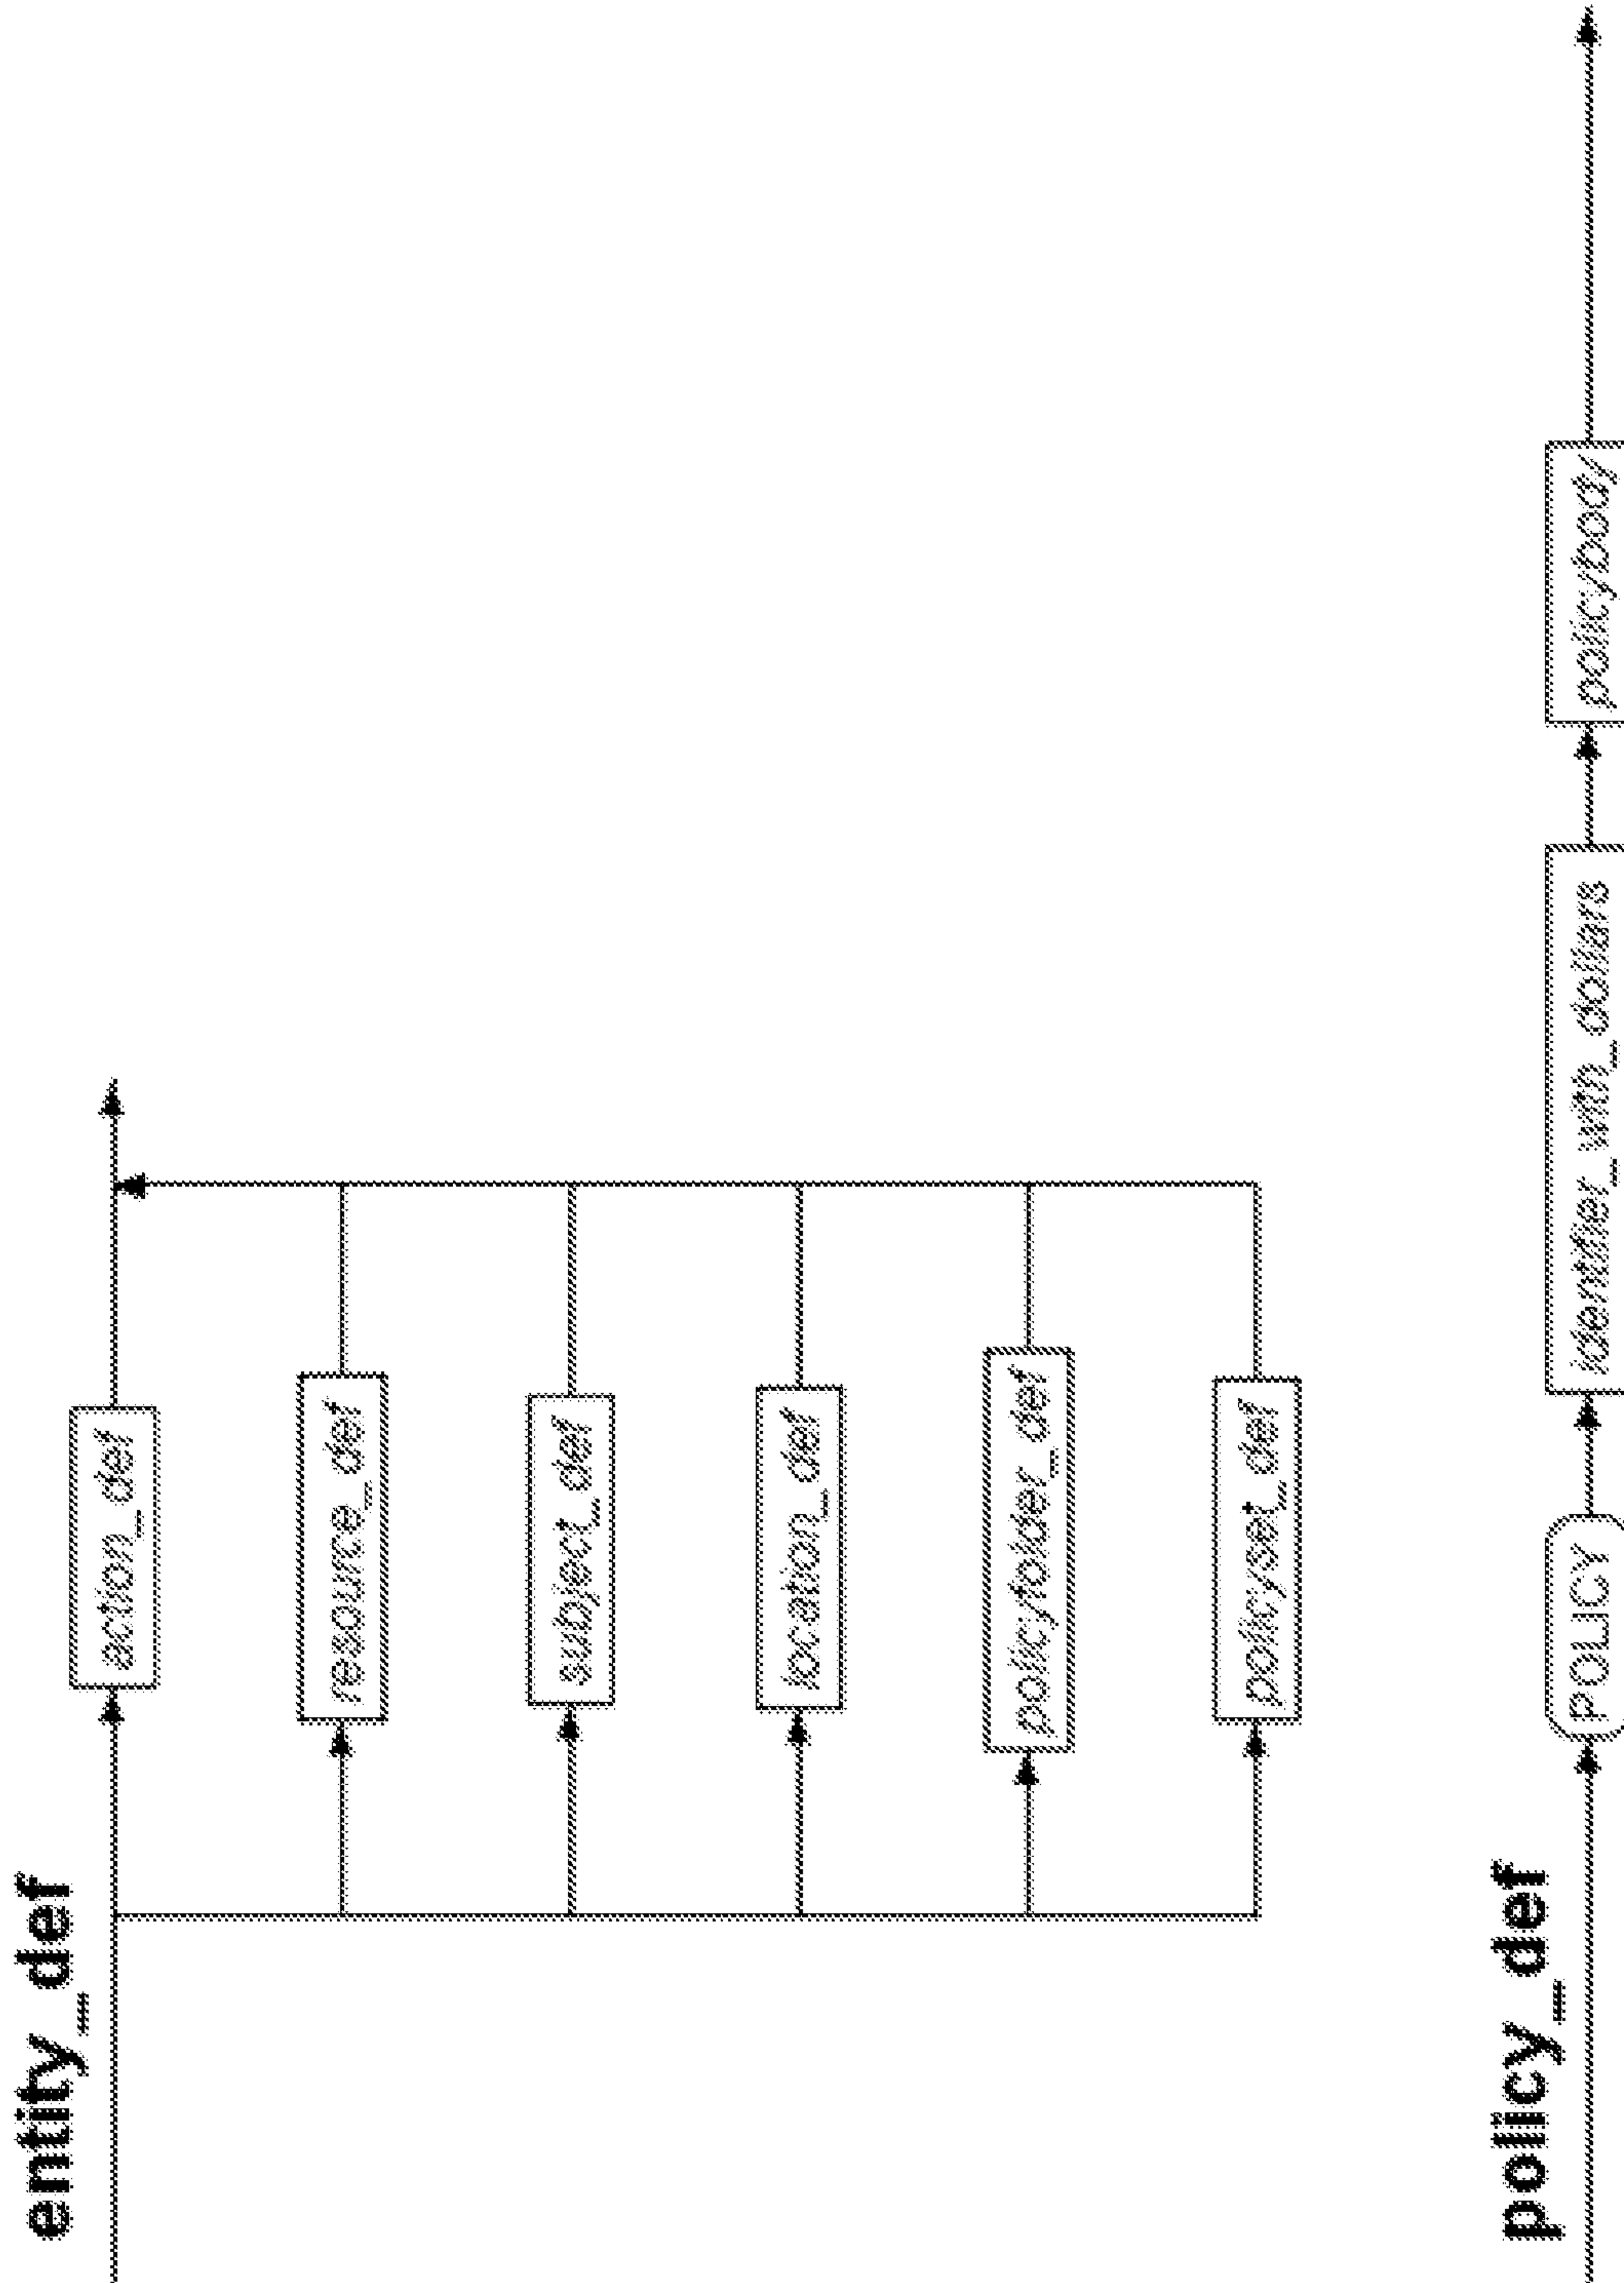 entity_def
action_def
resource_def
subject_def
location_def
policyfolder_def
policyset_def
policy_def
POLICY
identifier_with_dollars
policybody